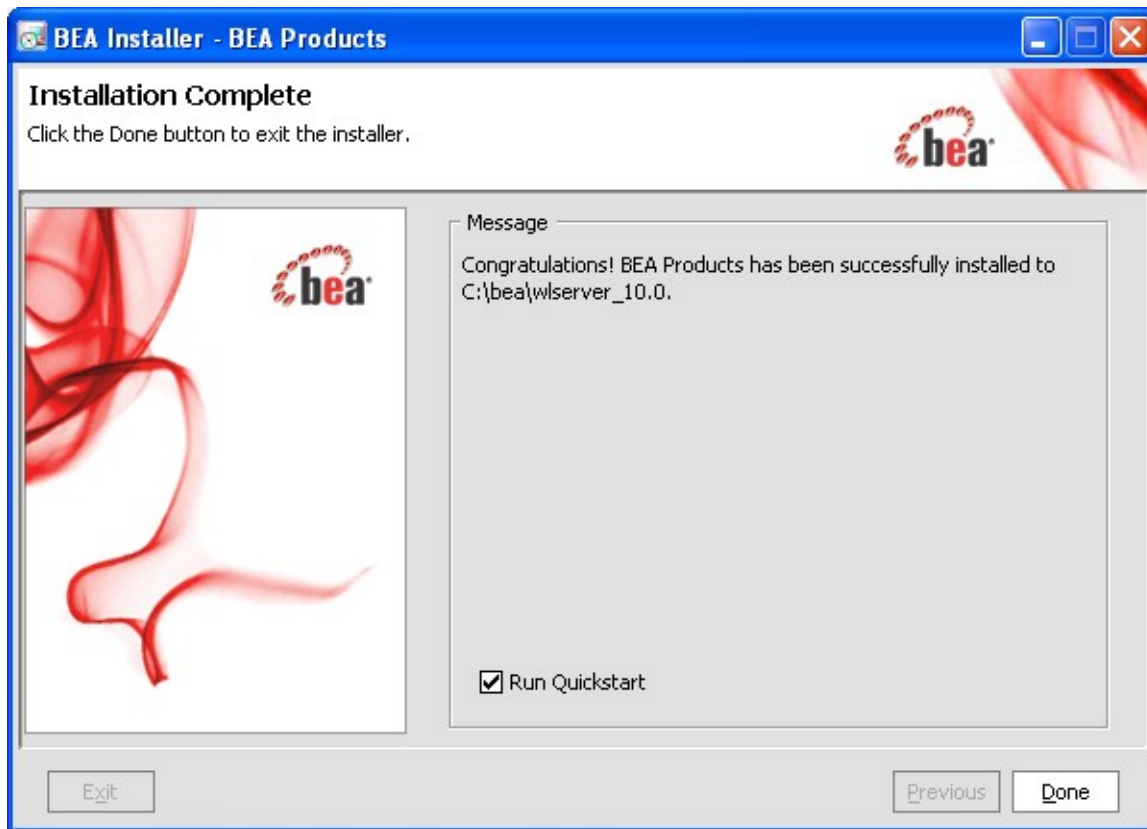 BEA Installer - BEA Products
Installation Complete
Click the Done button to exit the installer.
bea
bea
Message
Congratulations! BEA Products has been successfully installed to
C:\bea\wlserver_10.0.
Run Quickstart
Exit
Previous
Done